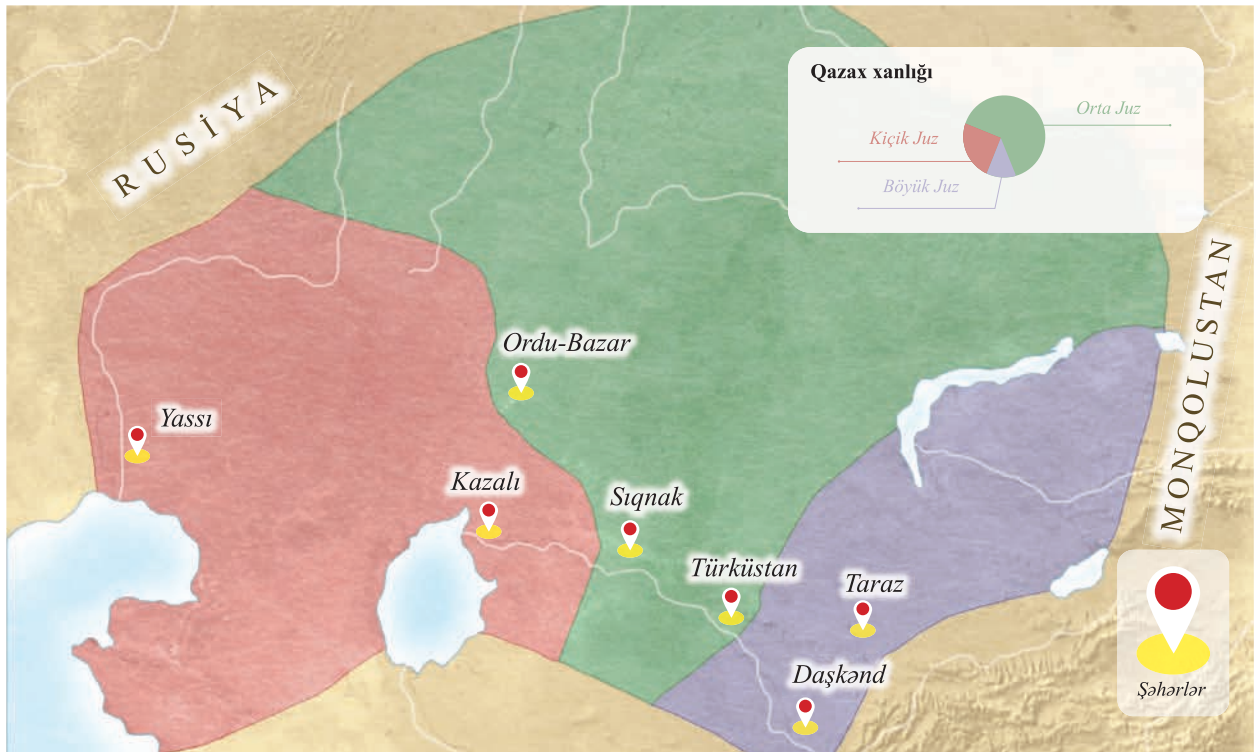 Qazax xanlığı
Orta Juz
Kiçik Juz
Böyük Juz
RUSİYA
MONQOLUSTAN
Ordu-Bazar
Yassı
Kazalı
Sıqnak
Türküstan
Taraz
Daşkənd
Şəhərlər